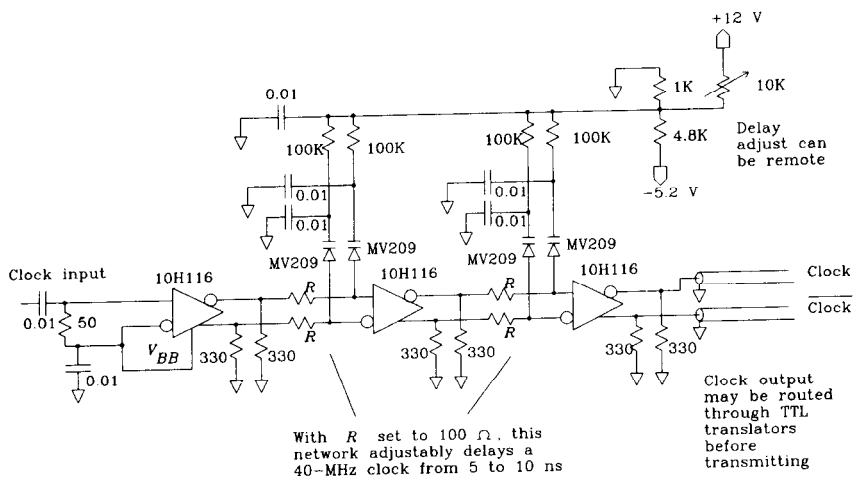 +12 V
0.01
1K
10K
100K
100K
100K
100K
4.8K
Delay
adjust can
be remote
-5.2 V
0.01
0.01
0.01
0.01
MV209
MV209
MV209
MV209
Clock input
10H116
10H116
10H116
R
R
R
R
Clock
Clock
0.01
50
VBB
0.01
330
330
330
330
330
330
With R set to 100 Ω, this
network adjustably delays a
40-MHz clock from 5 to 10 ns
Clock output
may be routed
through TTL
translators
before
transmitting